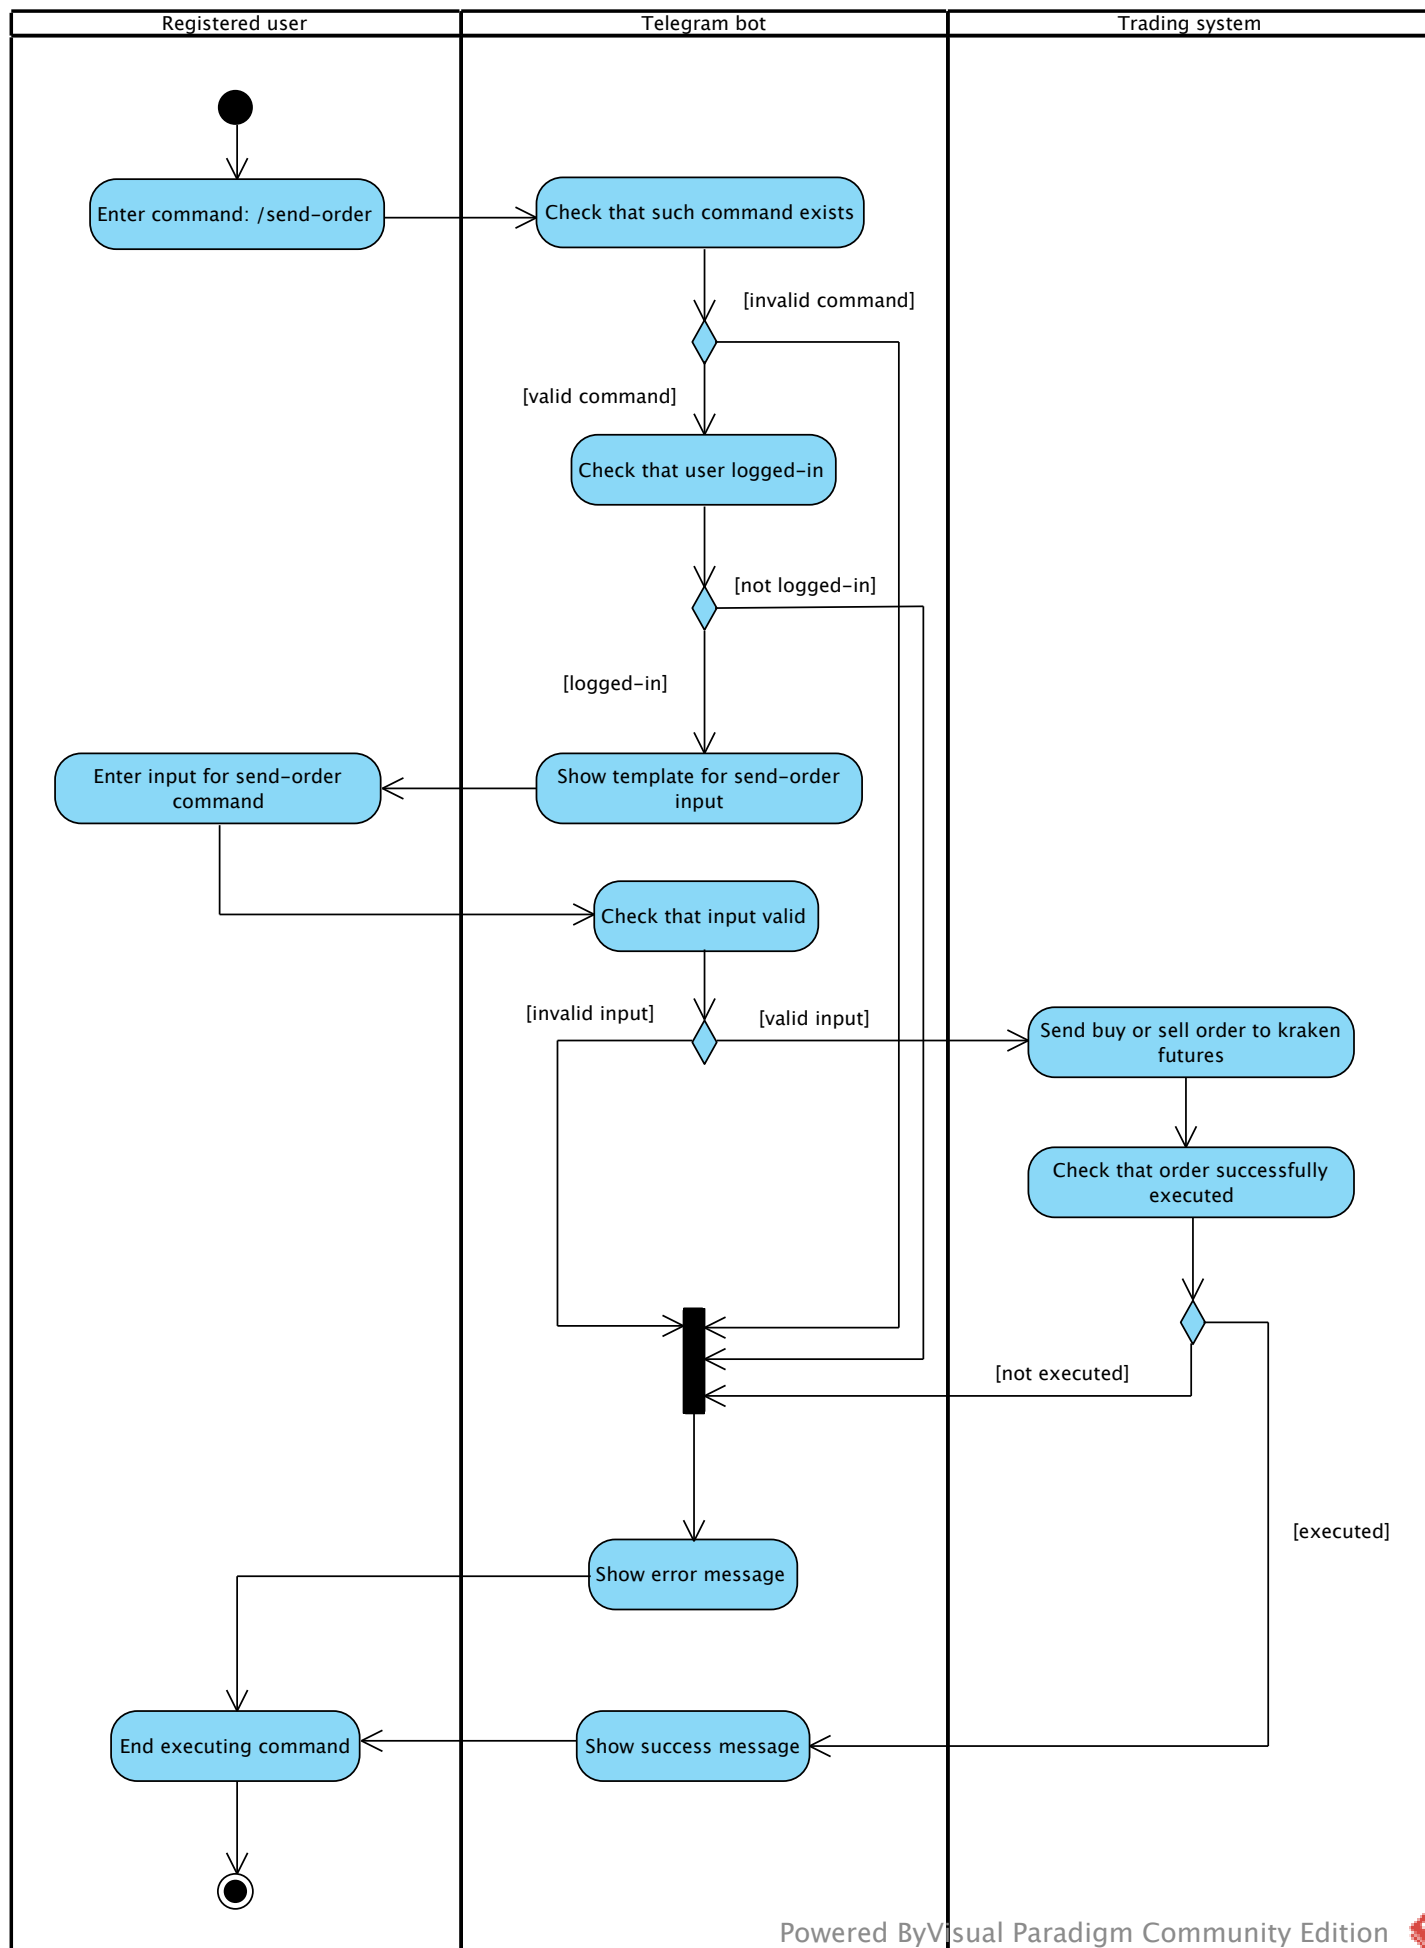 Registered user
Telegram bot
Trading system
Enter command: /send-order
Check that such command exists
[invalid command]
[valid command]
Check that user logged-in
[not logged-in]
[logged-in]
Enter input for send-order
command
Show template for send-order
input
Check that input valid
[invalid input]
[valid input]
Send buy or sell order to kraken
futures
Check that order successfully
executed
[not executed]
[executed]
Show error message
End executing command
Show success message
Powered ByVisual Paradigm Community Edition